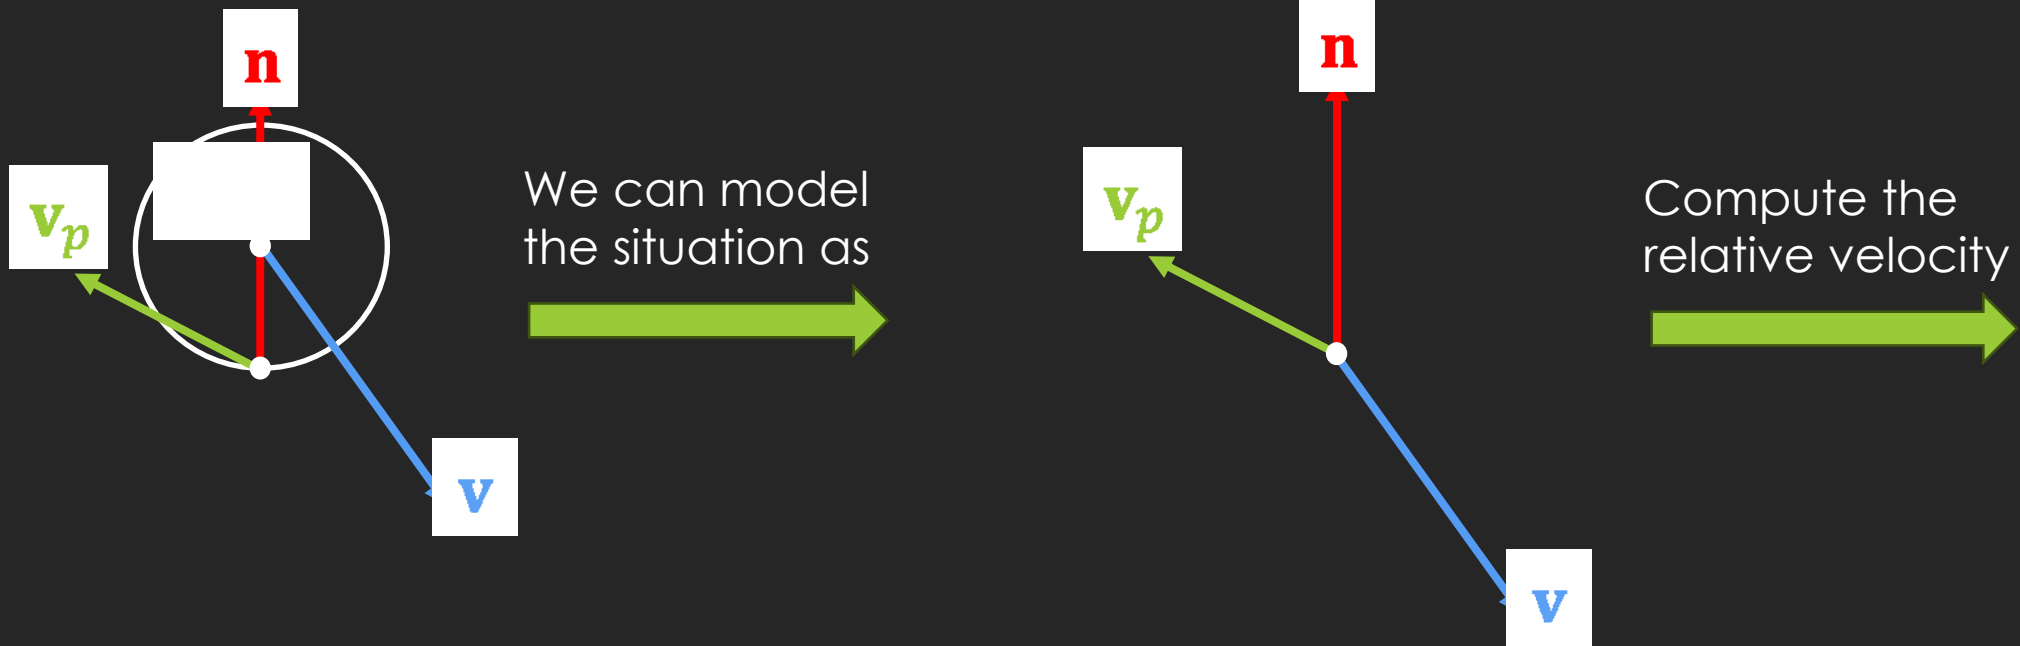 n
v_p
v
We can model
the situation as
n
v_p
v
Compute the
relative velocity